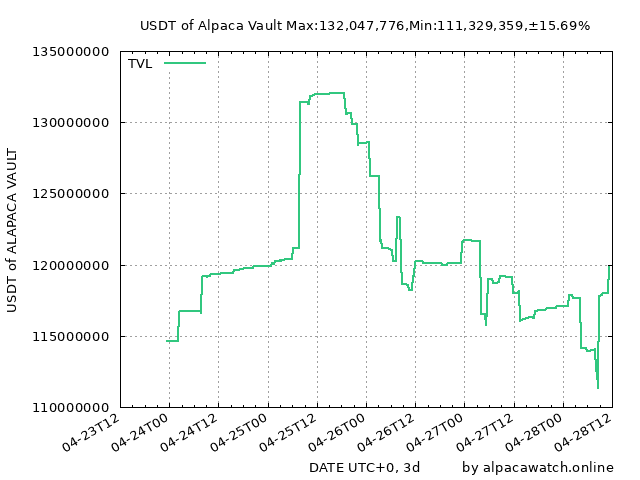 USDT of Alpaca Vault Max:132,047,776,Min:111,329,359,±15.69%
TVL
135000000
130000000
125000000
120000000
115000000
110000000
USDT of ALAPACA VAULT
04-23T12
04-24T00
04-24T12
04-25T00
04-25T12
04-26T00
04-26T12
04-27T00
04-27T12
04-28T00
04-28T12
DATE UTC+0, 3d
by alpacawatch.online